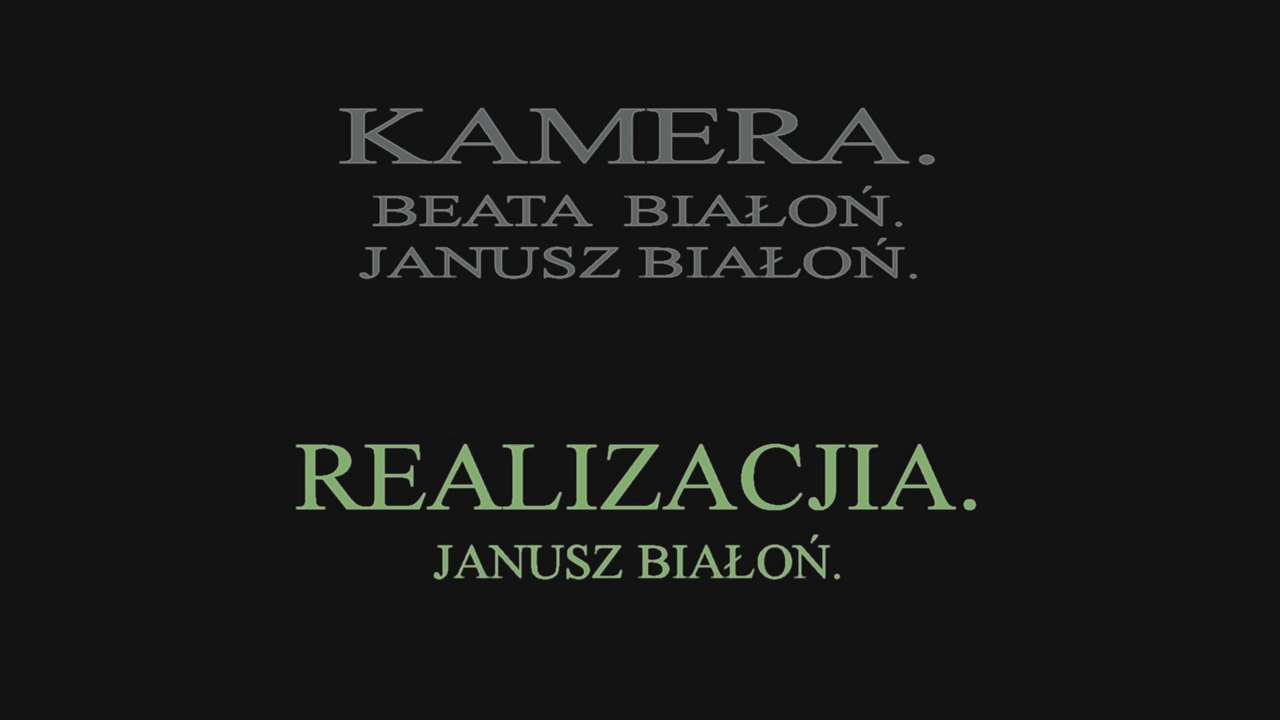 KAMERA.
BEATA BIAŁOŃ.
JANUSZ BIAŁOŃ.
REALIZACJIA.
JANUSZ BIAŁOŃ.